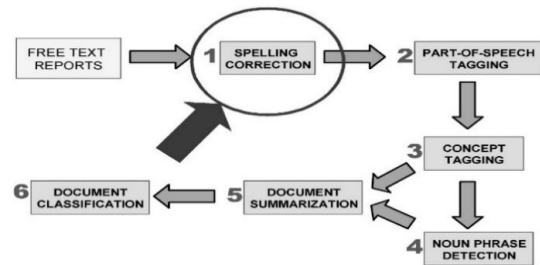 FREE TEXT
REPORTS
1
SPELLING
CORRECTION
2
PART-OF-SPEECH
TAGGING
3
CONCEPT
TAGGING
4
NOUN PHRASE
DETECTION
5
DOCUMENT
SUMMARIZATION
6
DOCUMENT
CLASSIFICATION